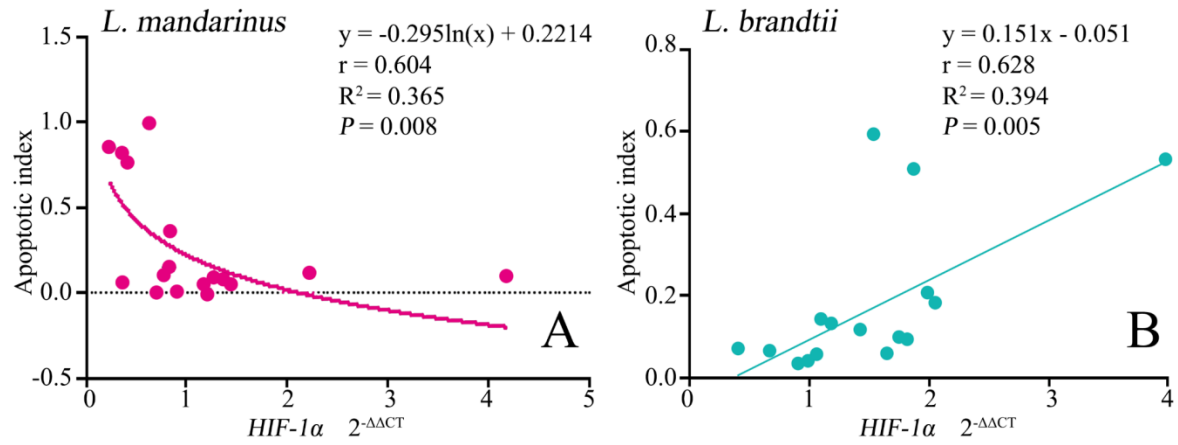 L. mandarinus
y = -0.295ln(x) + 0.2214
r = 0.604
R² = 0.365
P = 0.008
Apoptotic index
1.5
1.0
0.5
0.0
-0.5
A
0 1 2 3 4 5
HIF-1α 2^-ΔΔCT
L. brandtii
y = 0.151x - 0.051
r = 0.628
R² = 0.394
P = 0.005
Apoptotic index
0.8
0.6
0.4
0.2
0.0
B
0 1 2 3 4
HIF-1α 2^-ΔΔCT